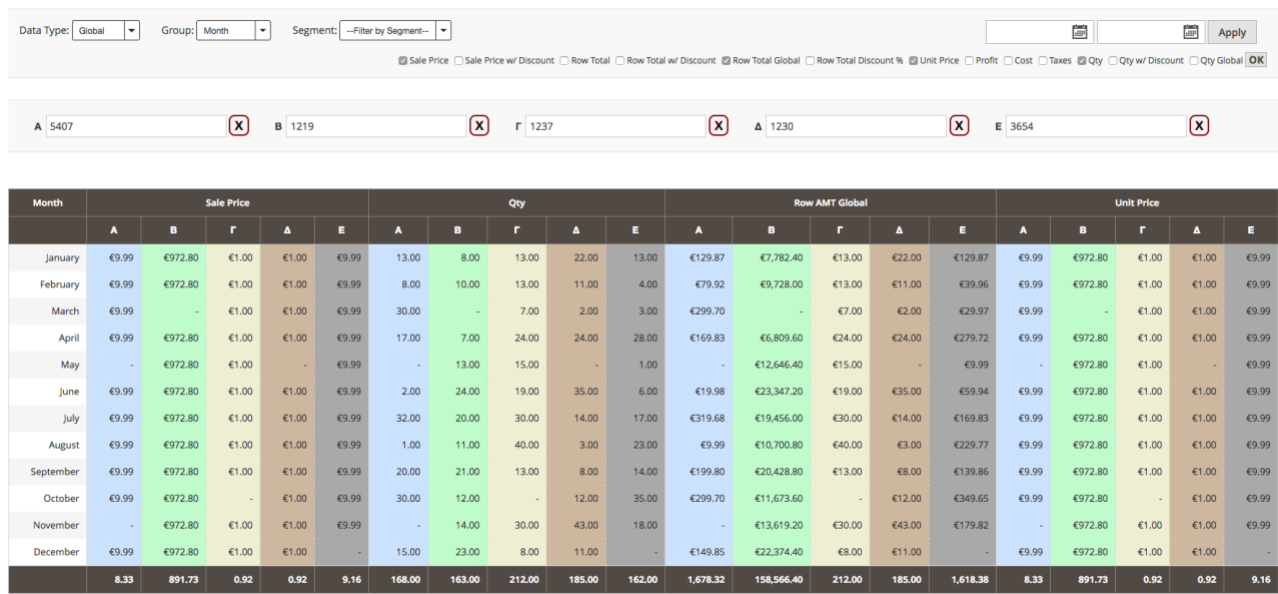 Data Type: Global Group: Month Segment: --Filter by Segment-- Apply
Sale Price Sale Price w/ Discount Row Total Row Total w/ Discount Row Total Global Row Total Discount % Unit Price Profit Cost Taxes Qty Qty w/ Discount Qty Global OK
Α 5407 X Β 1219 X Γ 1237 X Δ 1230 X Ε 3654 X
Month Sale Price Qty Row AMT Global Unit Price
Α Β Γ Δ Ε Α Β Γ Δ Ε Α Β Γ Δ Ε Α Β Γ Δ Ε
January €9.99 €972.80 €1.00 €1.00 €9.99 13.00 8.00 13.00 22.00 13.00 €129.87 €7,782.40 €13.00 €22.00 €129.87 €9.99 €972.80 €1.00 €1.00 €9.99
February €9.99 €972.80 €1.00 €1.00 €9.99 8.00 10.00 13.00 11.00 4.00 €79.92 €9,728.00 €13.00 €11.00 €39.96 €9.99 €972.80 €1.00 €1.00 €9.99
March €9.99 - €1.00 €1.00 €9.99 30.00 - 7.00 2.00 3.00 €299.70 - €7.00 €2.00 €29.97 €9.99 - €1.00 €1.00 €9.99
April €9.99 €972.80 €1.00 €1.00 €9.99 17.00 7.00 24.00 24.00 28.00 €169.83 €6,809.60 €24.00 €24.00 €279.72 €9.99 €972.80 €1.00 €1.00 €9.99
May - €972.80 €1.00 - €9.99 - 13.00 15.00 - 1.00 - €12,646.40 €15.00 - €9.99 - €972.80 €1.00 - €9.99
June €9.99 €972.80 €1.00 €1.00 €9.99 2.00 24.00 19.00 35.00 6.00 €19.98 €23,347.20 €19.00 €35.00 €59.94 €9.99 €972.80 €1.00 €1.00 €9.99
July €9.99 €972.80 €1.00 €1.00 €9.99 32.00 20.00 30.00 14.00 17.00 €319.68 €19,456.00 €30.00 €14.00 €169.83 €9.99 €972.80 €1.00 €1.00 €9.99
August €9.99 €972.80 €1.00 €1.00 €9.99 1.00 11.00 40.00 3.00 23.00 €9.99 €10,700.80 €40.00 €3.00 €229.77 €9.99 €972.80 €1.00 €1.00 €9.99
September €9.99 €972.80 €1.00 €1.00 €9.99 20.00 21.00 13.00 8.00 14.00 €199.80 €20,428.80 €13.00 €8.00 €139.86 €9.99 €972.80 €1.00 €1.00 €9.99
October €9.99 €972.80 - €1.00 €9.99 30.00 12.00 - 12.00 35.00 €299.70 €11,673.60 - €12.00 €349.65 €9.99 €972.80 - €1.00 €9.99
November - €972.80 €1.00 €1.00 €9.99 - 14.00 30.00 43.00 18.00 - €13,619.20 €30.00 €43.00 €179.82 - €972.80 €1.00 €1.00 €9.99
December €9.99 €972.80 €1.00 €1.00 - 15.00 23.00 8.00 11.00 - €149.85 €22,374.40 €8.00 €11.00 - €9.99 €972.80 €1.00 €1.00 -
8.33 891.73 0.92 0.92 9.16 168.00 163.00 212.00 185.00 162.00 1,678.32 158,566.40 212.00 185.00 1,618.38 8.33 891.73 0.92 0.92 9.16